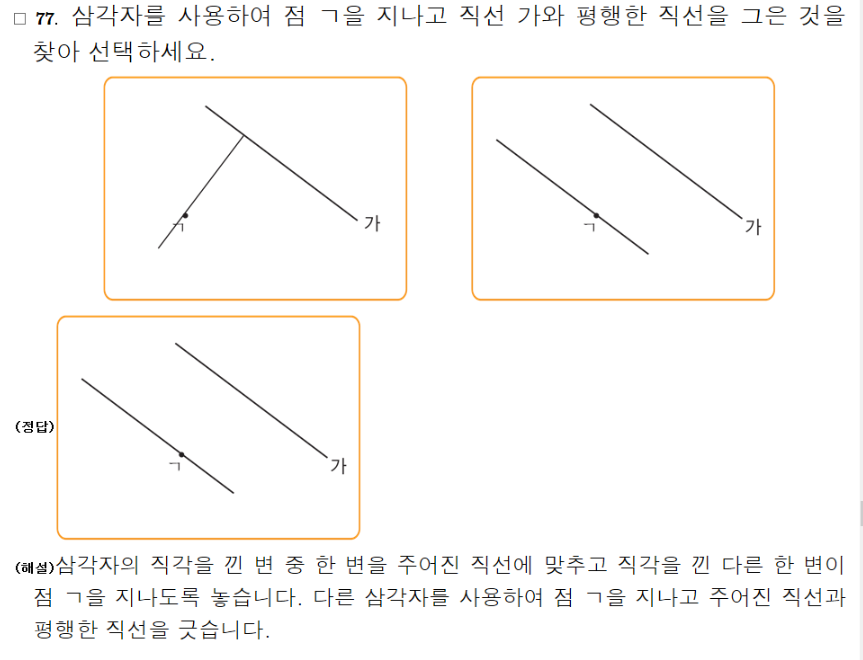 □ 77. 삼각자를 사용하여 점 ㄱ을 지나고 직선 가와 평행한 직선을 그은 것을
찾아 선택하세요.
ㄱ 가
ㄱ 가
(정답)
ㄱ 가
(해설)삼각자의 직각을 낀 변 중 한 변을 주어진 직선에 맞추고 직각을 낀 다른 한 변이
점 ㄱ을 지나도록 놓습니다. 다른 삼각자를 사용하여 점 ㄱ을 지나고 주어진 직선과
평행한 직선을 긋습니다.